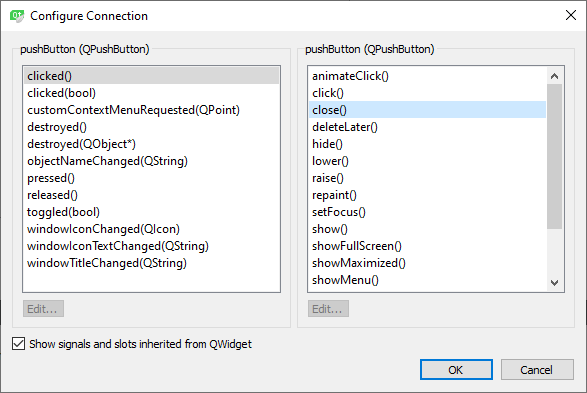 Configure Connection
pushButton (QPushButton)
clicked()
clicked(bool)
customContextMenuRequested(QPoint)
destroyed()
destroyed(QObject*)
objectNameChanged(QString)
pressed()
released()
toggled(bool)
windowIconChanged(QIcon)
windowIconTextChanged(QString)
windowTitleChanged(QString)
Edit...
pushButton (QPushButton)
animateClick()
click()
close()
deleteLater()
hide()
lower()
raise()
repaint()
setFocus()
show()
showFullScreen()
showMaximized()
showMenu()
Edit...
Show signals and slots inherited from QWidget
OK
Cancel